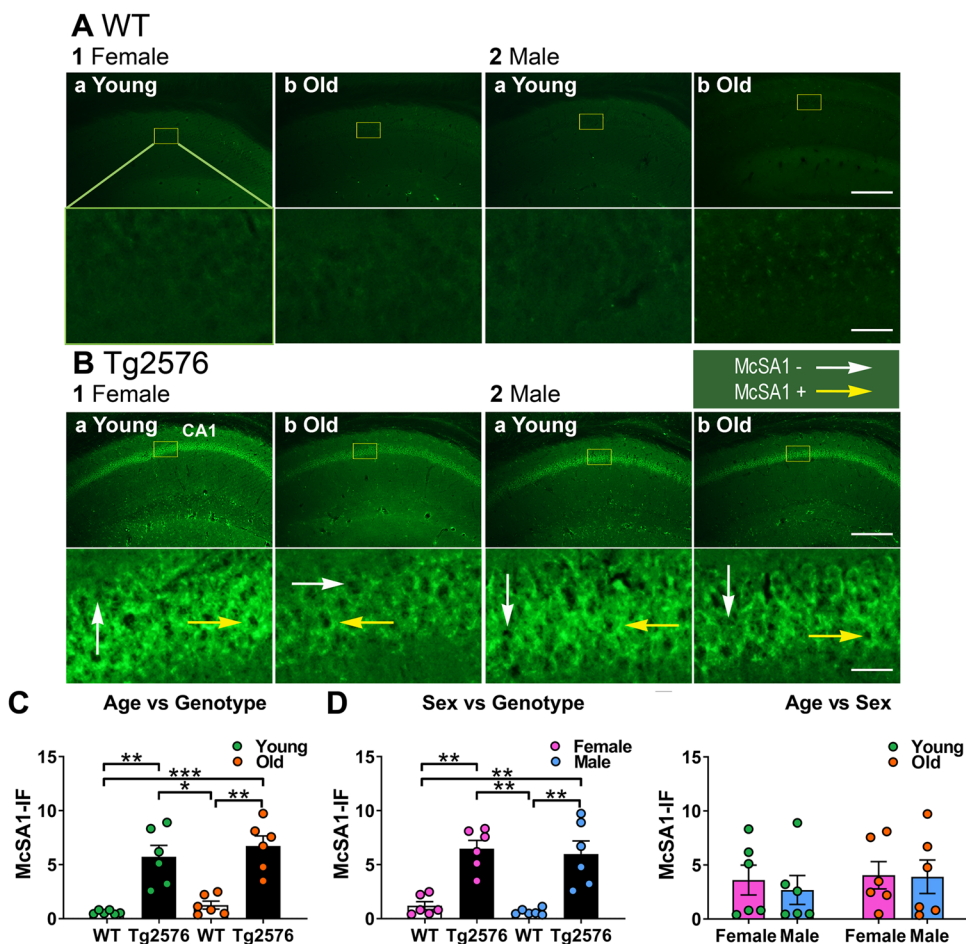 A WT
1 Female
2 Male
a Young
b Old
a Young
b Old
B Tg2576
1 Female
2 Male
McSA1 -
McSA1 +
a Young
CA1
b Old
a Young
b Old
C
Age vs Genotype
Young
Old
McSA1-IF
15
10
5
0
**
***
*
**
WT Tg2576 WT Tg2576
D
Sex vs Genotype
Female
Male
McSA1-IF
15
10
5
0
**
**
**
**
WT Tg2576 WT Tg2576
Age vs Sex
Young
Old
McSA1-IF
15
10
5
0
Female Male Female Male